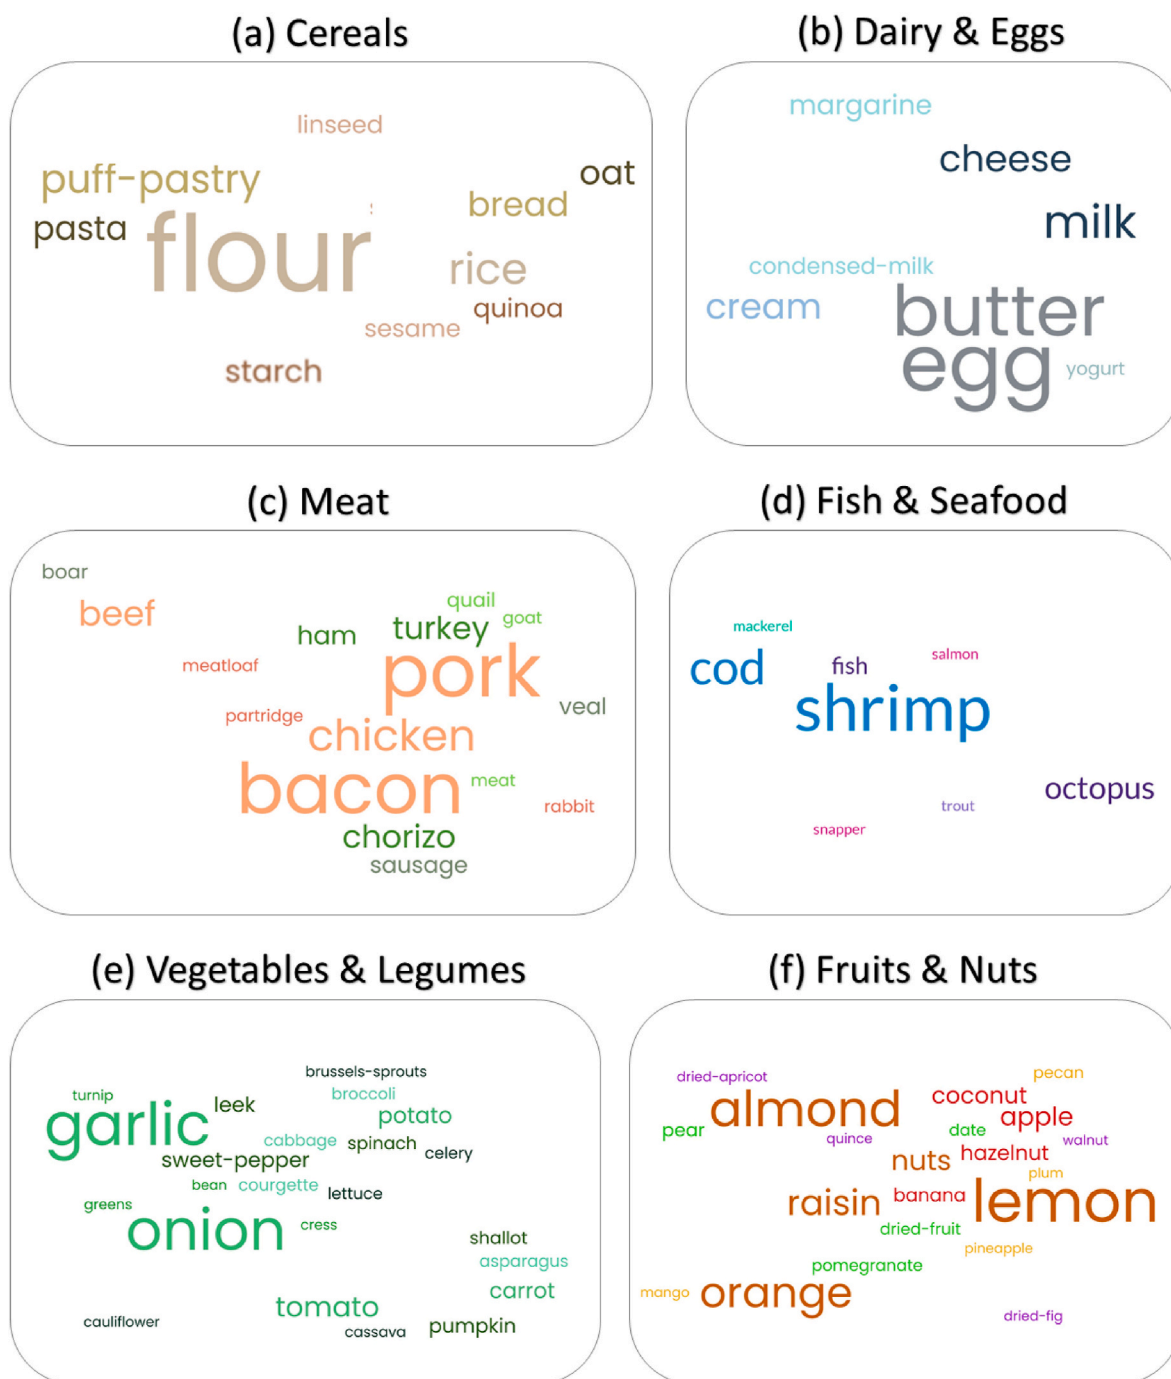 (a) Cereals
linseed
puff-pastry
oat
bread
pasta
flour
rice
quinoa
sesame
starch
(b) Dairy & Eggs
margarine
cheese
milk
condensed-milk
cream
butter
egg
yogurt
(c) Meat
boar
beef
quail
goat
ham
turkey
meatloaf
pork
partridge
veal
chicken
bacon
meat
rabbit
chorizo
sausage
(d) Fish & Seafood
mackerel
cod
fish
salmon
shrimp
octopus
trout
snapper
(e) Vegetables & Legumes
brussels-sprouts
turnip
broccoli
garlic
leek
potato
cabbage
spinach
celery
sweet-pepper
bean
courgette
lettuce
greens
onion
cress
shallot
asparagus
carrot
tomato
cauliflower
cassava
pumpkin
(f) Fruits & Nuts
dried-apricot
pecan
almond
coconut
apple
pear
quince
date
walnut
nuts
hazelnut
plum
raisin
banana
lemon
dried-fruit
pineapple
pomegranate
mango
orange
dried-fig